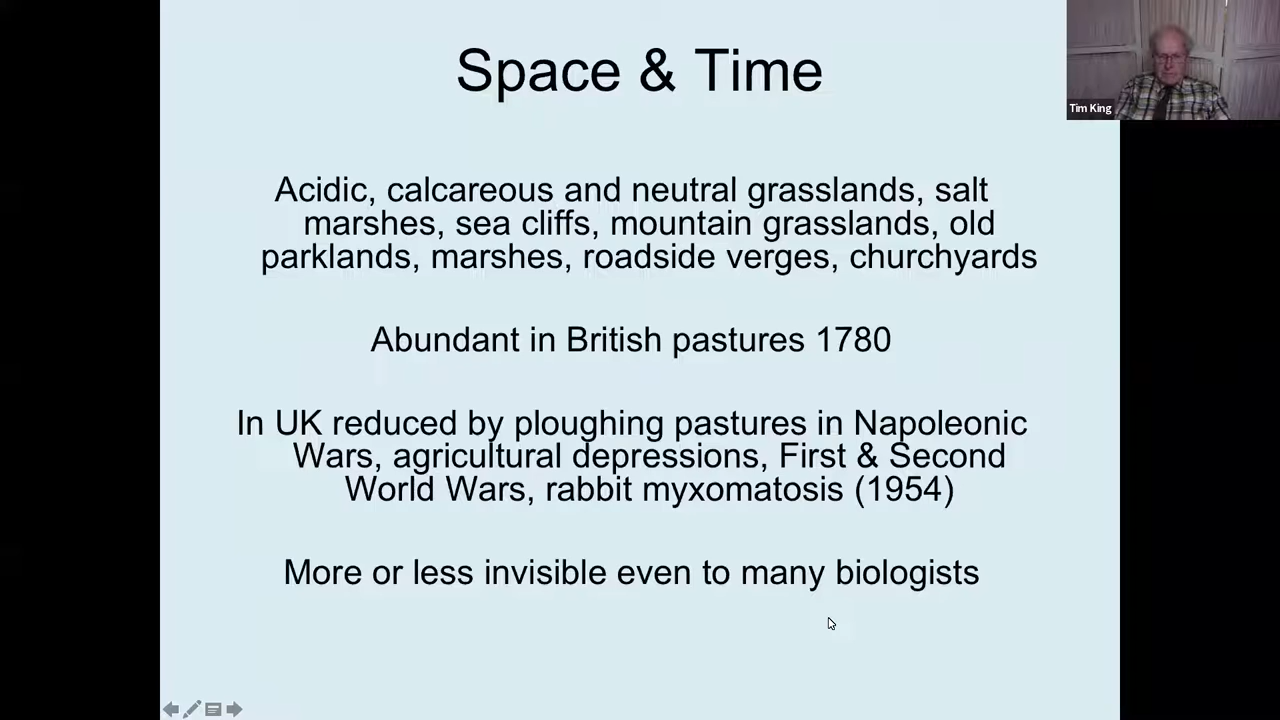 Space & Time
Tim King
Acidic, calcareous and neutral grasslands, salt
marshes, sea cliffs, mountain grasslands, old
parklands, marshes, roadside verges, churchyards
Abundant in British pastures 1780
In UK reduced by ploughing pastures in Napoleonic
Wars, agricultural depressions, First & Second
World Wars, rabbit myxomatosis (1954)
More or less invisible even to many biologists